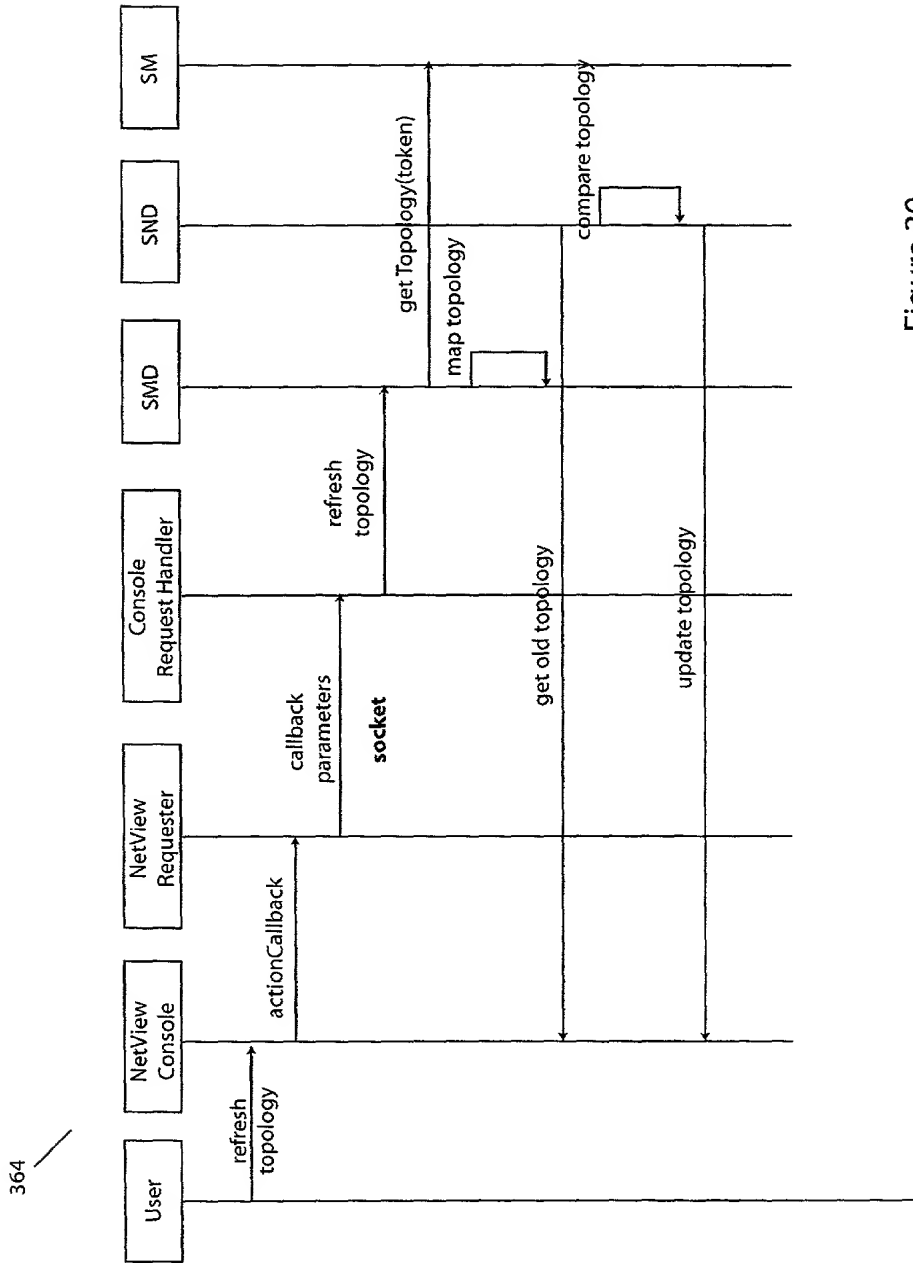 364
User
NetView
Console
NetView
Requester
Console
Request Handler
SMD
SND
SM
refresh
topology
actionCallback
callback
parameters
socket
refresh
topology
get Topology(token)
map topology
get old topology
compare topology
update topology